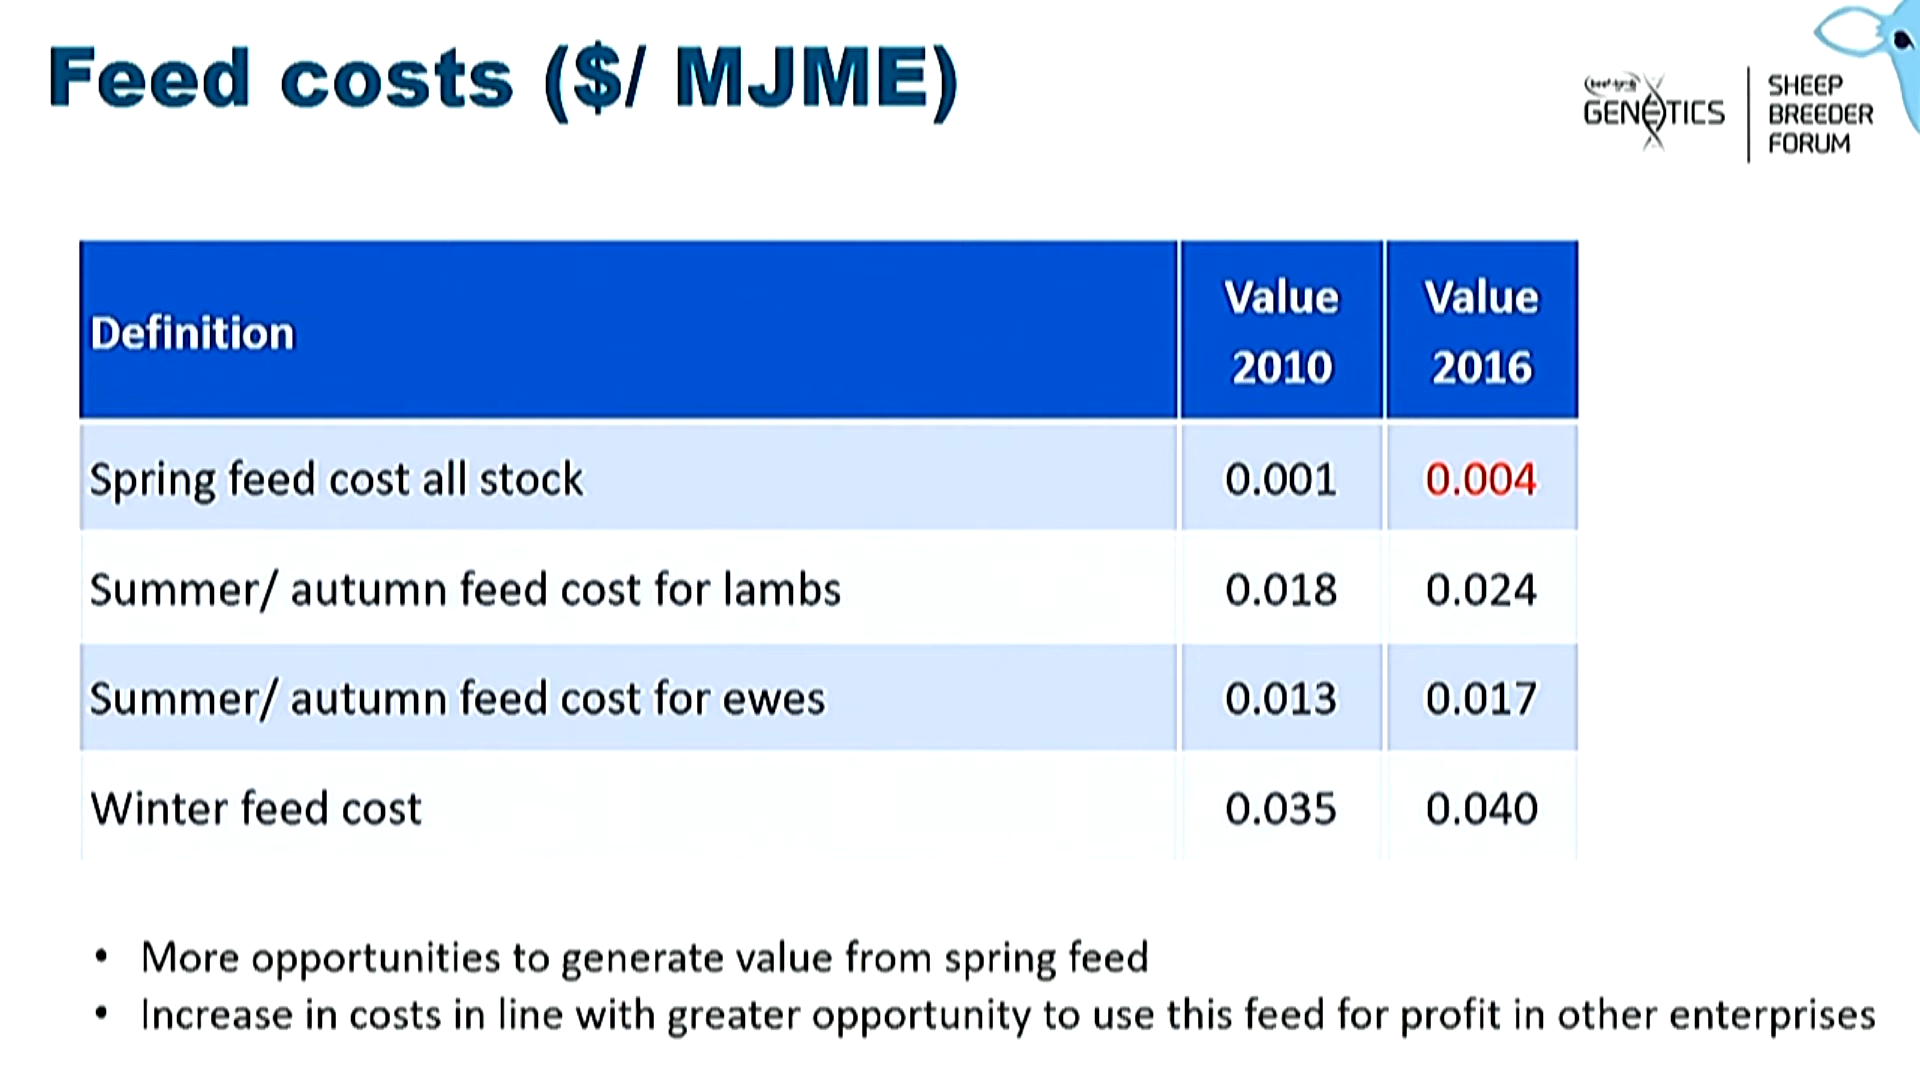 Feed costs ($/ MJME)
GENETICS
SHEEP
BREEDER
FORUM
Definition
Value
2010
Value
2016
Spring feed cost all stock 0.001 0.004
Summer/ autumn feed cost for lambs 0.018 0.024
Summer/ autumn feed cost for ewes 0.013 0.017
Winter feed cost 0.035 0.040
• More opportunities to generate value from spring feed
• Increase in costs in line with greater opportunity to use this feed for profit in other enterprises